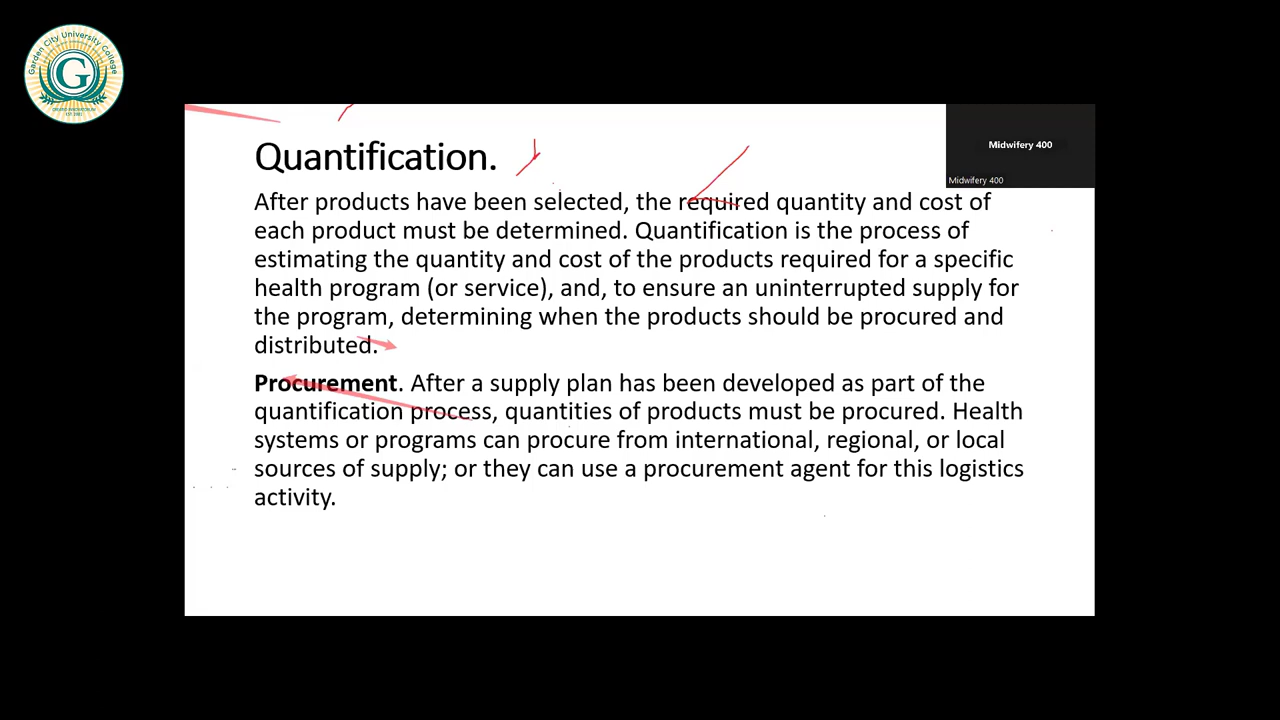 Garden City University College
Midwifery 400
Midwifery 400
Quantification.
After products have been selected, the required quantity and cost of
each product must be determined. Quantification is the process of
estimating the quantity and cost of the products required for a specific
health program (or service), and, to ensure an uninterrupted supply for
the program, determining when the products should be procured and
distributed.
Procurement. After a supply plan has been developed as part of the
quantification process, quantities of products must be procured. Health
systems or programs can procure from international, regional, or local
sources of supply; or they can use a procurement agent for this logistics
activity.